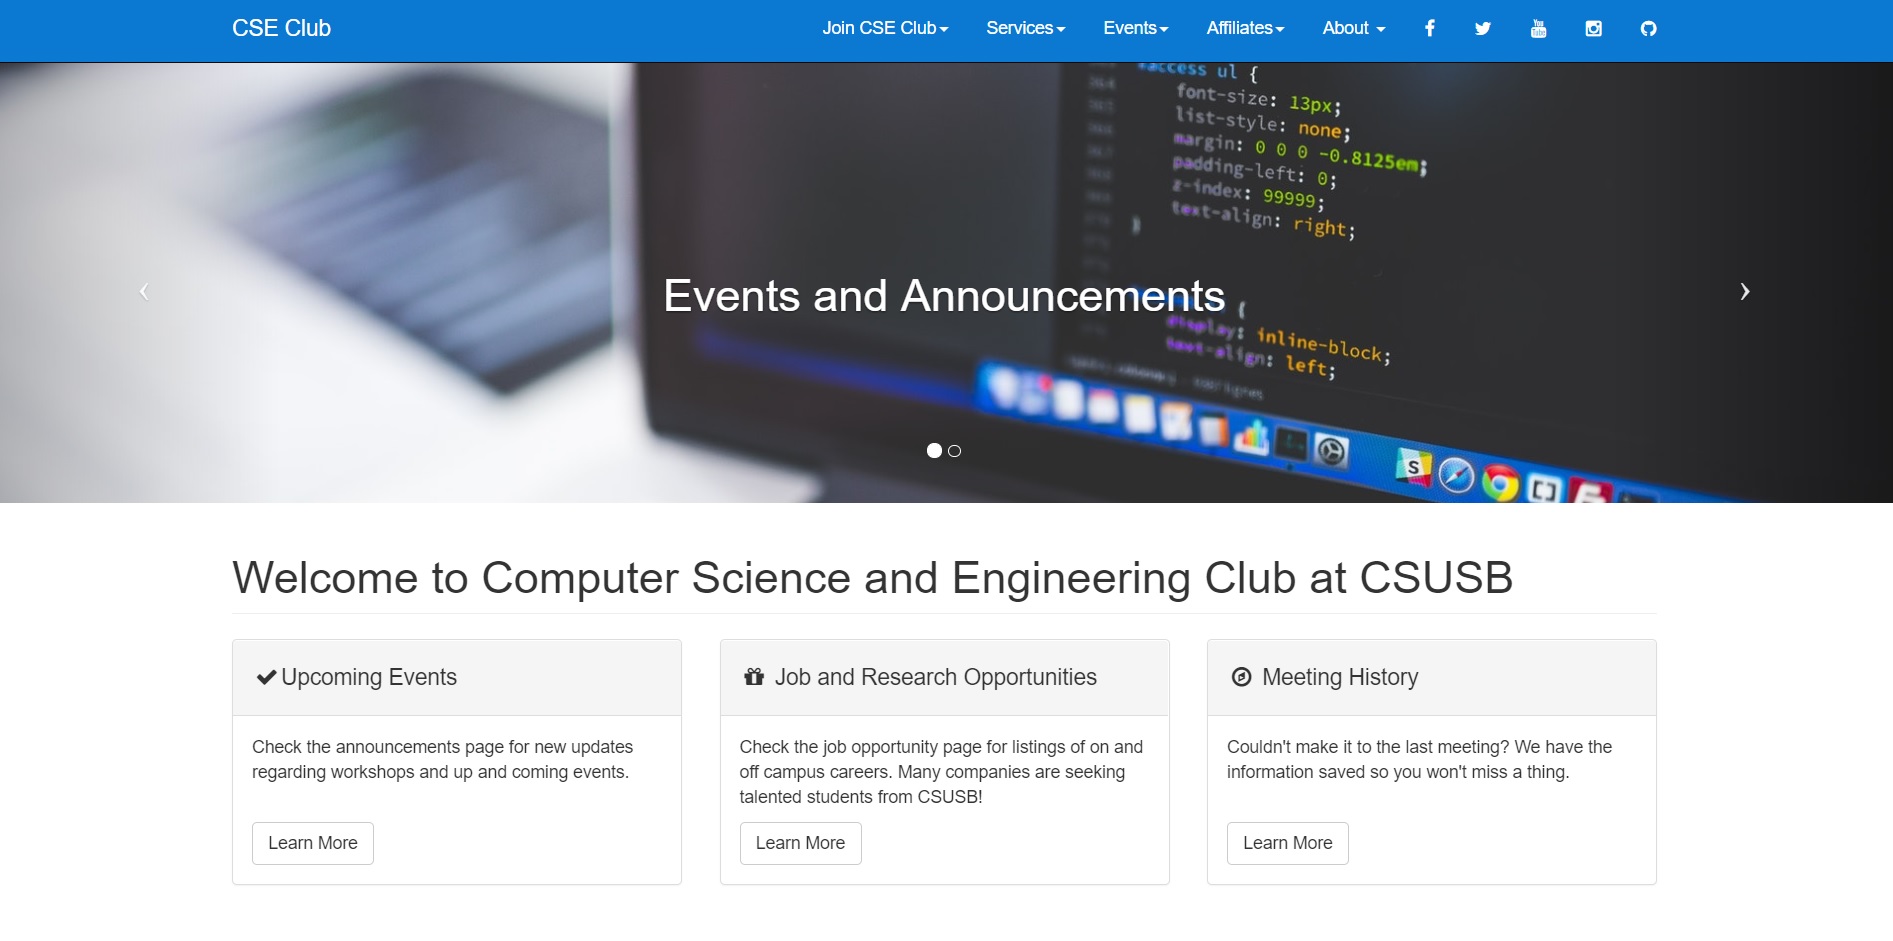 CSE Club
Join CSE Club
Services
Events
Affiliates
About
You
Tube
#access ul {
font-size: 13px;
list-style: none;
margin: 0 0 0 -0.8125em;
padding-left: 0;
z-index: 99999;
text-align: right;
}
Events and Announcements
{
display: inline-block;
text-align: left;
S
Welcome to Computer Science and Engineering Club at CSUSB
Upcoming Events
Check the announcements page for new updates
regarding workshops and up and coming events.
Learn More
Job and Research Opportunities
Check the job opportunity page for listings of on and
off campus careers. Many companies are seeking
talented students from CSUSB!
Learn More
Meeting History
Couldn't make it to the last meeting? We have the
information saved so you won't miss a thing.
Learn More